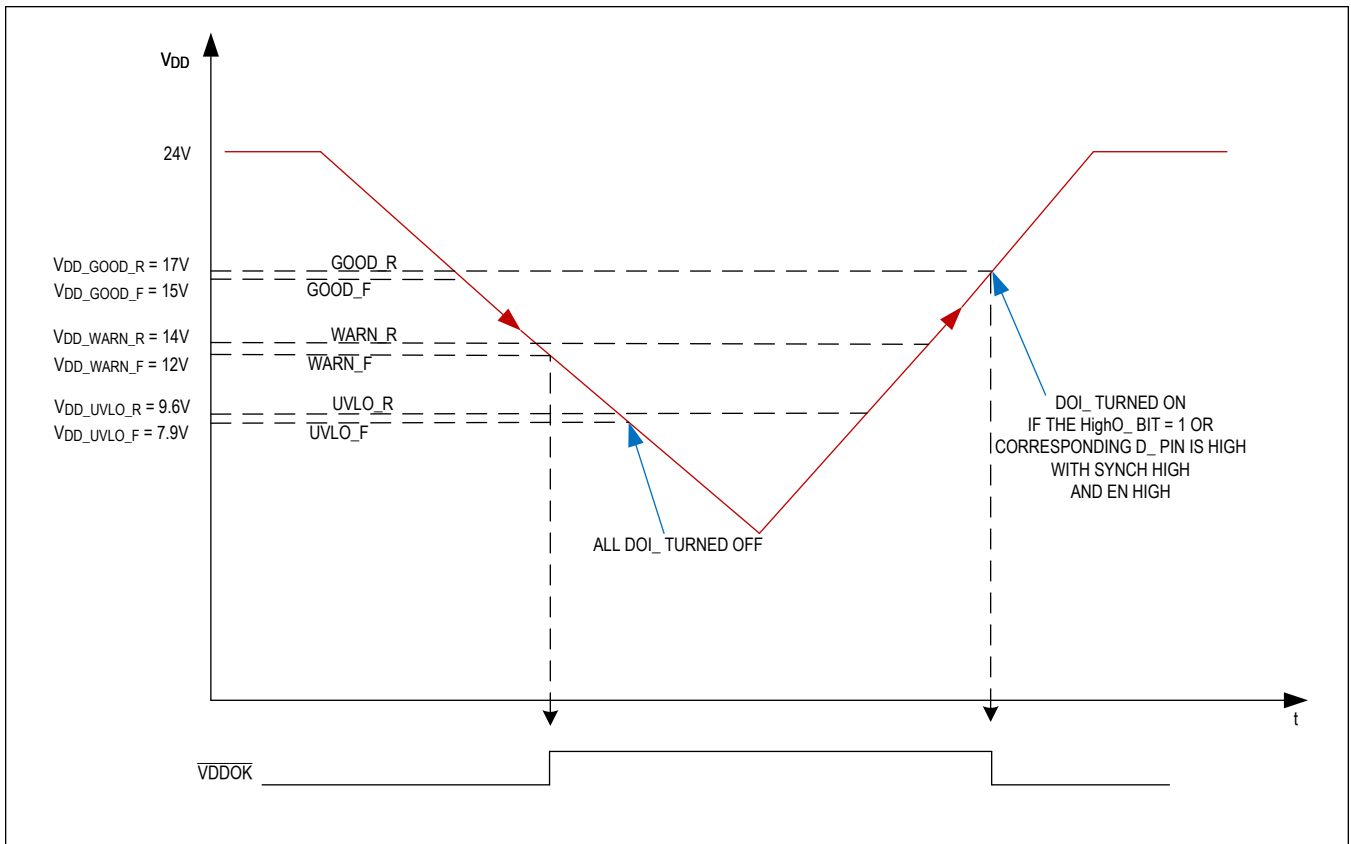 VDD
24V
VDD_GOOD_R = 17V
GOOD_R
VDD_GOOD_F = 15V
GOOD_F
VDD_WARN_R = 14V
WARN_R
VDD_WARN_F = 12V
WARN_F
VDD_UVLO_R = 9.6V
UVLO_R
VDD_UVLO_F = 7.9V
UVLO_F
DOI_ TURNED ON
IF THE HighO_ BIT = 1 OR
CORRESPONDING D_ PIN IS HIGH
WITH SYNCH HIGH
AND EN HIGH
ALL DOI_ TURNED OFF
t
VDDOK